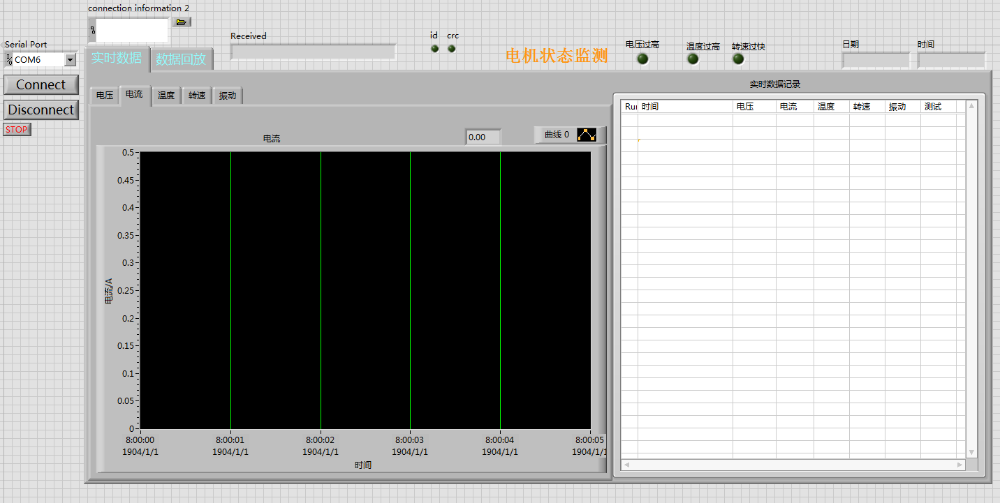 connection information 2
Serial Port
COM6
Connect
Disconnect
STOP
Received
id crc
电机状态监测
电压过高 温度过高 转速过快
日期 时间
实时数据 数据回放
电压 电流 温度 转速 振动
电流
0.00
曲线 0
0.5
0.45
0.4
0.35
0.3
0.25
0.2
0.15
0.1
0.05
0
电流/A
8:00:00 8:00:01 8:00:02 8:00:03 8:00:04 8:00:05
1904/1/1 1904/1/1 1904/1/1 1904/1/1 1904/1/1 1904/1/1
时间
实时数据记录
Run 时间 电压 电流 温度 转速 振动 测试